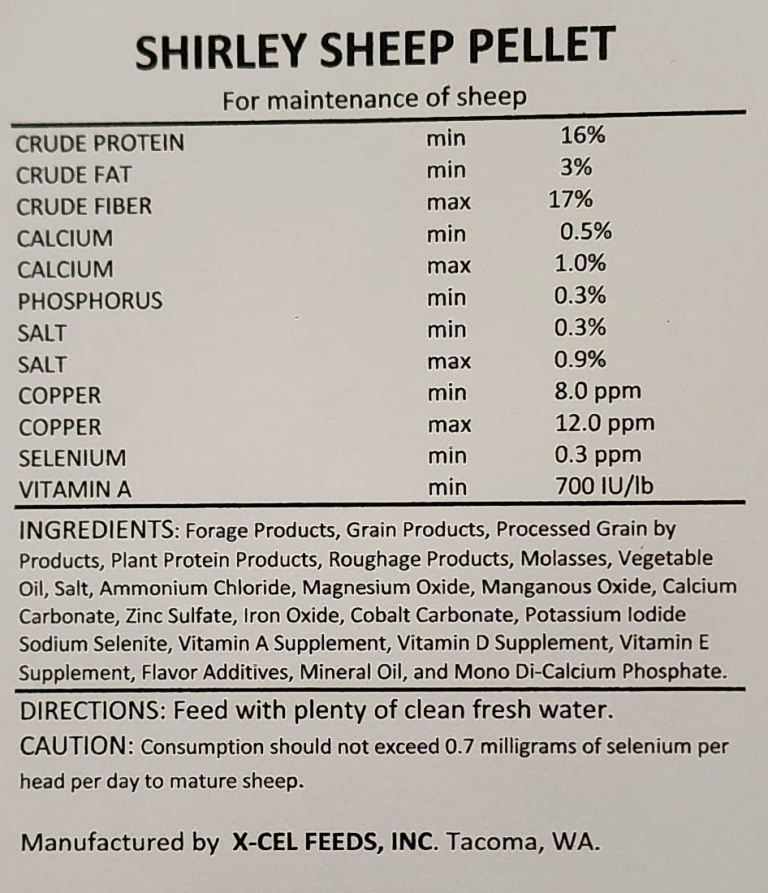 SHIRLEY SHEEP PELLET
For maintenance of sheep
CRUDE PROTEIN min 16%
CRUDE FAT min 3%
CRUDE FIBER max 17%
CALCIUM min 0.5%
CALCIUM max 1.0%
PHOSPHORUS min 0.3%
SALT min 0.3%
SALT max 0.9%
COPPER min 8.0 ppm
COPPER max 12.0 ppm
SELENIUM min 0.3 ppm
VITAMIN A min 700 IU/lb
INGREDIENTS: Forage Products, Grain Products, Processed Grain by
Products, Plant Protein Products, Roughage Products, Molasses, Vegetable
Oil, Salt, Ammonium Chloride, Magnesium Oxide, Manganous Oxide, Calcium
Carbonate, Zinc Sulfate, Iron Oxide, Cobalt Carbonate, Potassium Iodide
Sodium Selenite, Vitamin A Supplement, Vitamin D Supplement, Vitamin E
Supplement, Flavor Additives, Mineral Oil, and Mono Di-Calcium Phosphate.
DIRECTIONS: Feed with plenty of clean fresh water.
CAUTION: Consumption should not exceed 0.7 milligrams of selenium per
head per day to mature sheep.
Manufactured by X-CEL FEEDS, INC. Tacoma, WA.